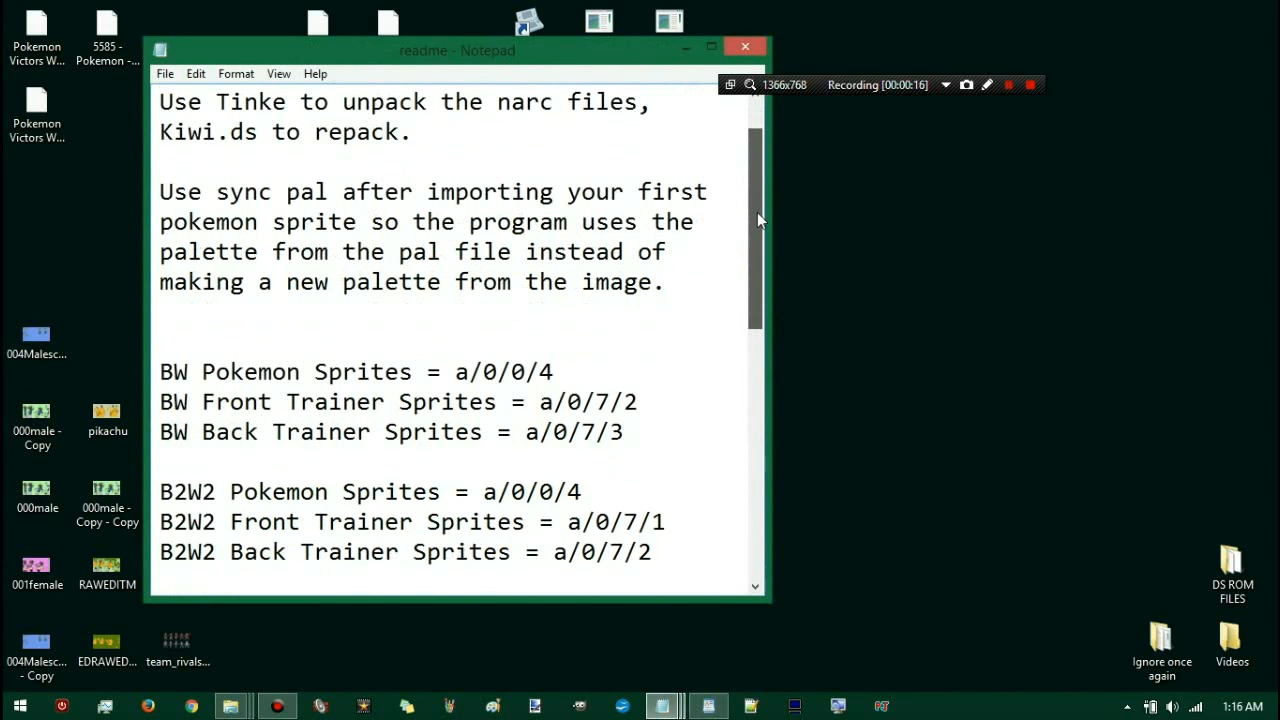 Pokemon
Victors W...
5585 -
Pokemon -...
Pokemon
Victors W...
readme - Notepad
File Edit Format View Help
1366x768 Recording [00:00:16]
Use Tinke to unpack the narc files,
Kiwi.ds to repack.
Use sync pal after importing your first
pokemon sprite so the program uses the
palette from the pal file instead of
making a new palette from the image.
BW Pokemon Sprites = a/0/0/4
BW Front Trainer Sprites = a/0/7/2
BW Back Trainer Sprites = a/0/7/3
B2W2 Pokemon Sprites = a/0/0/4
B2W2 Front Trainer Sprites = a/0/7/1
B2W2 Back Trainer Sprites = a/0/7/2
004Malesc...
000male -
Copy
pikachu
000male
000male -
Copy - Copy
001female
RAWEDITM
004Malesc...
- Copy
EDRAWED...
team_rivals...
DS ROM
FILES
Ignore once
again
Videos
1:16 AM